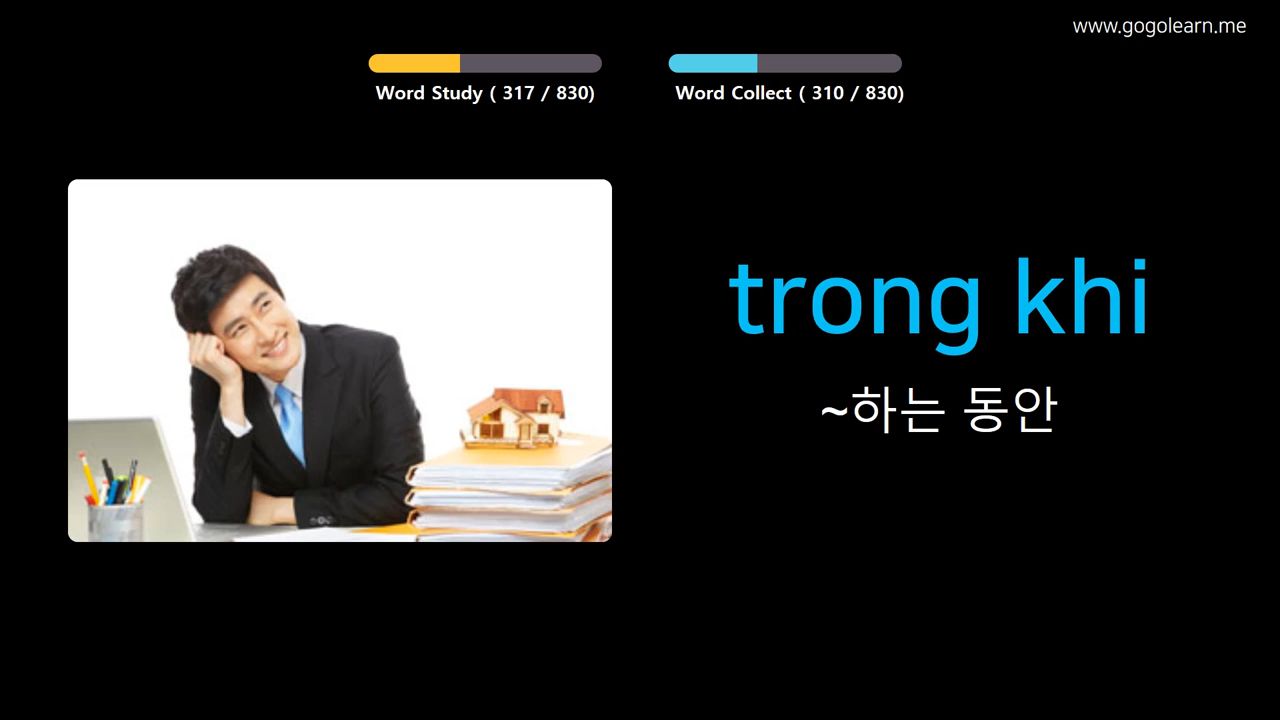 www.gogolearn.me
Word Study ( 317 / 830)
Word Collect ( 310 / 830)
trong khi
~하는 동안